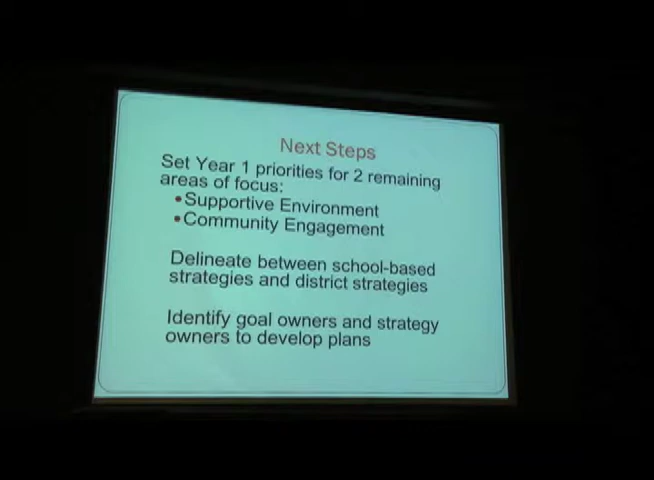 Next Steps
Set Year 1 priorities for 2 remaining
areas of focus:
•Supportive Environment
•Community Engagement
Delineate between school-based
strategies and district strategies
Identify goal owners and strategy
owners to develop plans